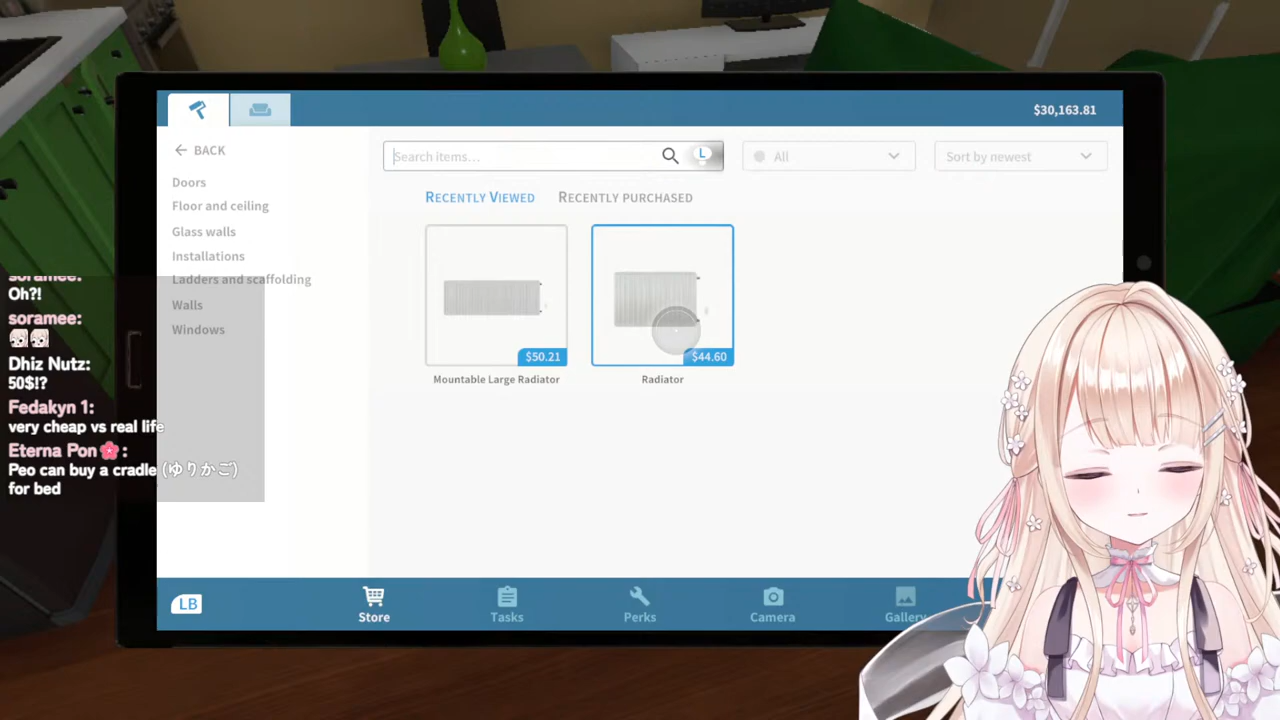 $30,163.81
BACK
Search items...
L
All
Sort by newest
Doors
Floor and ceiling
Glass walls
Installations
Ladders and scaffolding
Walls
Windows
RECENTLY VIEWED
RECENTLY PURCHASED
$50.21
Mountable Large Radiator
$44.60
Radiator
soramee:
Oh?!
soramee:
Dhiz Nutz:
50$!?
Fedakyn 1:
very cheap vs real life
Eterna Pon🌸:
Peo can buy a cradle (ゆりかご)
for bed
LB
Store
Tasks
Perks
Camera
Gallery